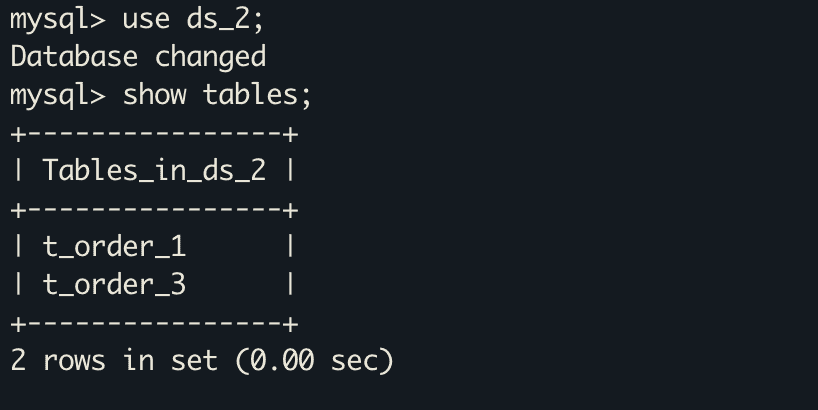 mysql> use ds_2;
Database changed
mysql> show tables;
+----------------+
| Tables_in_ds_2 |
+----------------+
| t_order_1      |
| t_order_3      |
+----------------+
2 rows in set (0.00 sec)